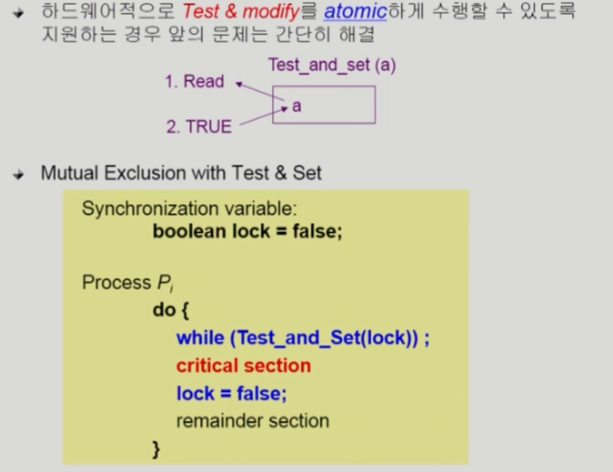 하드웨어적으로 Test & modify를 atomic하게 수행할 수 있도록
지원하는 경우 앞의 문제는 간단히 해결
Test_and_set (a)
1. Read
a
2. TRUE
Mutual Exclusion with Test & Set
Synchronization variable:
boolean lock = false;
Process Pi
do {
while (Test_and_Set(lock)) ;
critical section
lock = false;
remainder section
}